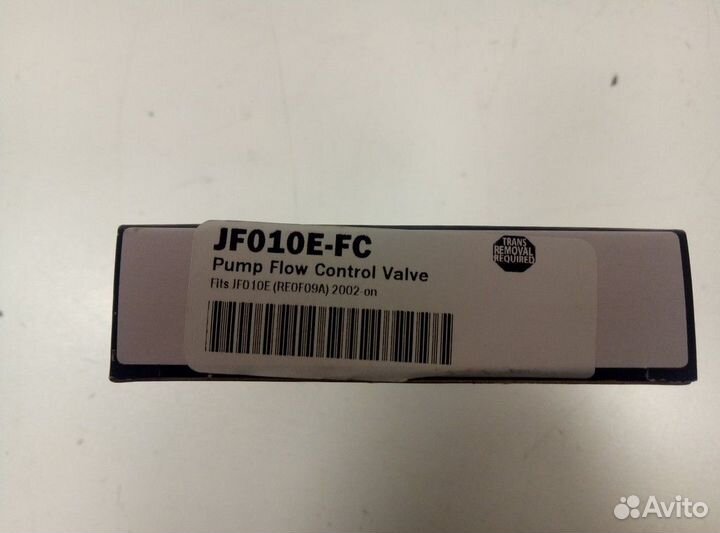 JF010E-FC
Pump Flow Control Valve
Fits JF010E (RE0F09A) 2002-on
TRANS
REMOVAL
REQUIRED
Avito